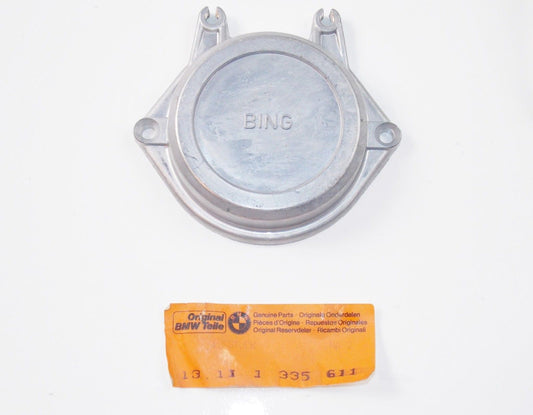 BING
Original
BMW Teile
Genuine Parts · Originele Onderdelen
Pièces d'Origine · Repuestos Originales
Original Reservdeler · Ricambi Originali
13 11 1 335 611